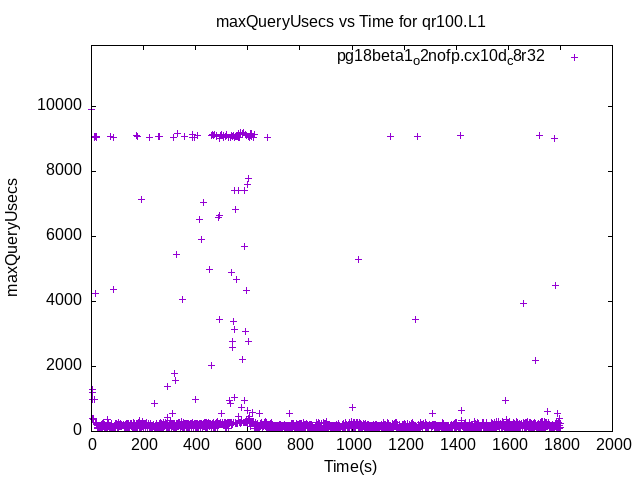 maxQueryUsecs vs Time for qr100.L1
pg18beta1_o2nofp.cx10d_c8r32
maxQueryUsecs
10000
8000
6000
4000
2000
0
0 200 400 600 800 1000 1200 1400 1600 1800 2000
Time(s)